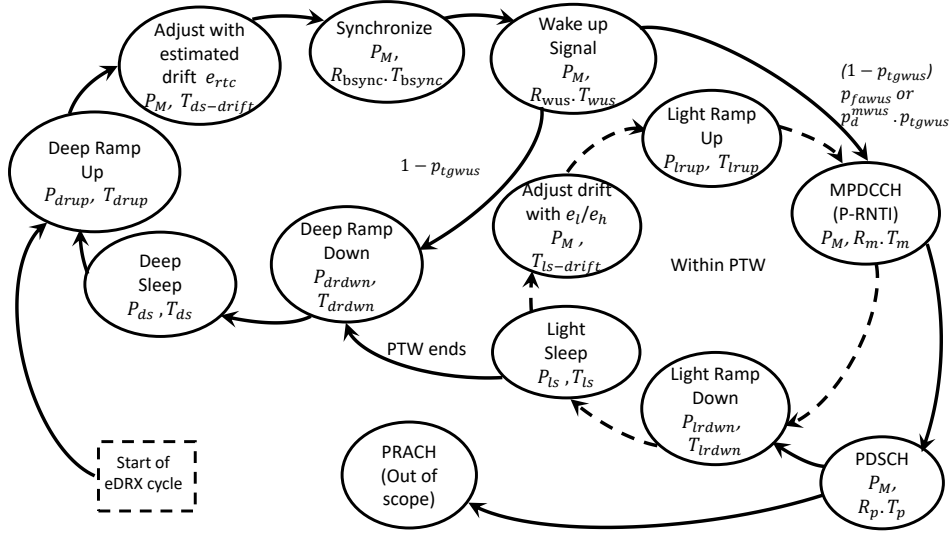 Adjust with
estimated
drift e_rtc
P_M, T_ds−drift
Synchronize
P_M,
R_bsync. T_bsync
Wake up
Signal
P_M,
R_wus. T_wus
(1 − p_tgwus)
p_fawus or
p_d^mwus . p_tgwus
Deep Ramp
Up
P_drup, T_drup
1 − p_tgwus
Light Ramp
Up
P_lrup, T_lrup
Adjust drift
with e_l/e_h
P_M ,
T_ls−drift
MPDCCH
(P-RNTI)
P_M, R_m. T_m
Deep Ramp
Down
P_drdwn,
T_drdwn
Within PTW
Deep
Sleep
P_ds , T_ds
PTW ends
Light
Sleep
P_ls , T_ls
Light Ramp
Down
P_lrdwn,
T_lrdwn
Start of
eDRX cycle
PRACH
(Out of
scope)
PDSCH
P_M,
R_p. T_p